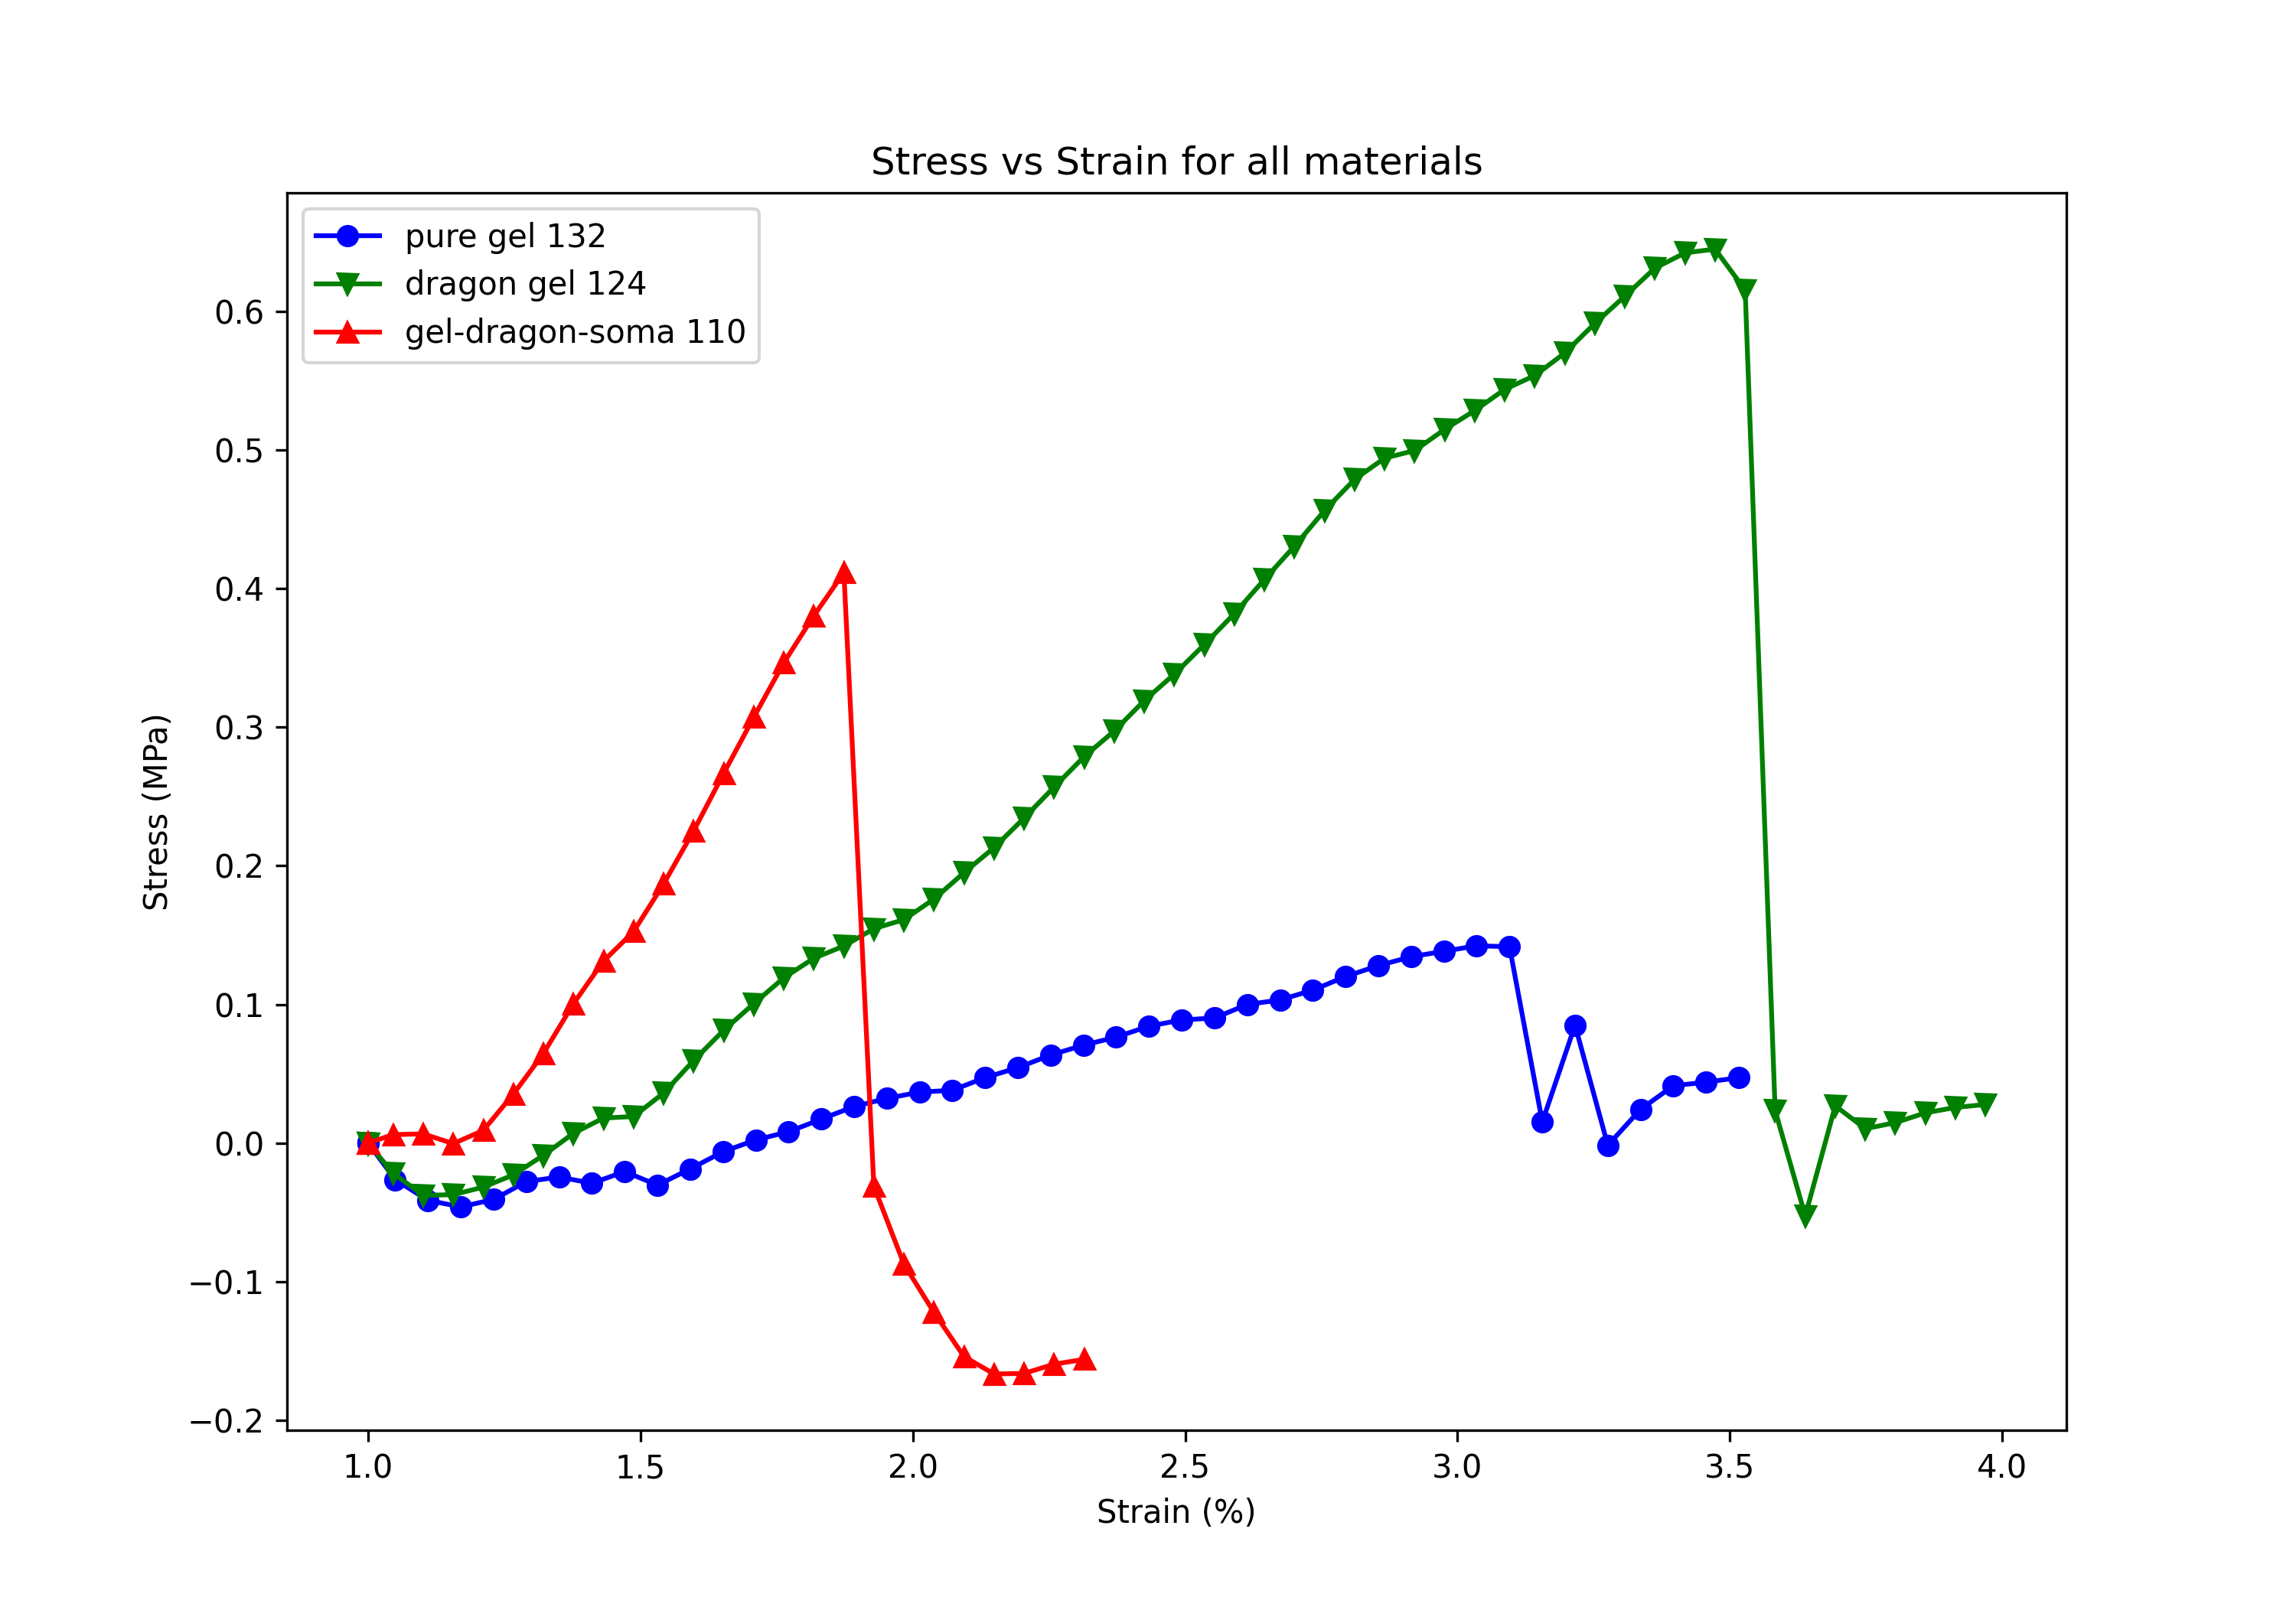 Stress vs Strain for all materials
pure gel 132
dragon gel 124
gel-dragon-soma 110
0.6
0.5
0.4
0.3
0.2
0.1
0.0
−0.1
−0.2
Stress (MPa)
1.0 1.5 2.0 2.5 3.0 3.5 4.0
Strain (%)